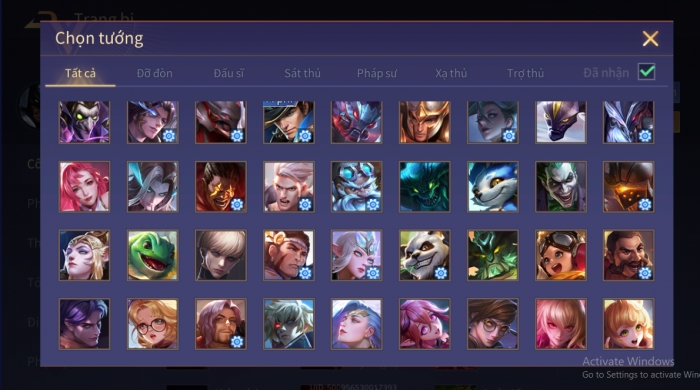 Trang bị
Chọn tướng
Tất cả
Đỡ đòn
Đấu sĩ
Sát thủ
Pháp sư
Xạ thủ
Trợ thủ
Đã nhận
Activate Windows
Go to Settings to activate Win